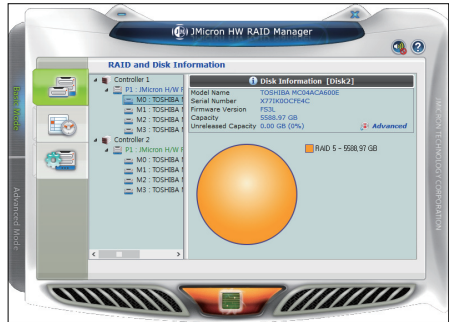 JMicron HW RAID Manager
RAID and Disk Information
Controller 1
P1 : JMicron H/W F
M0 : TOSHIBA M
M1 : TOSHIBA M
M2 : TOSHIBA M
M3 : TOSHIBA M
Controller 2
P1 : JMicron H/W F
M0 : TOSHIBA M
M1 : TOSHIBA M
M2 : TOSHIBA M
M3 : TOSHIBA M
Disk Information [Disk2]
Model Name TOSHIBA MC04ACA600E
Serial Number X77IK0OCFE4C
Firmware Version FS3L
Capacity 5588.97 GB
Unreleased Capacity 0.00 GB (0%)
Advanced
RAID 5 - 5588,97 GB
Basic Mode
Advanced Mode
JMICRON TECHNOLOGY CORPORATION